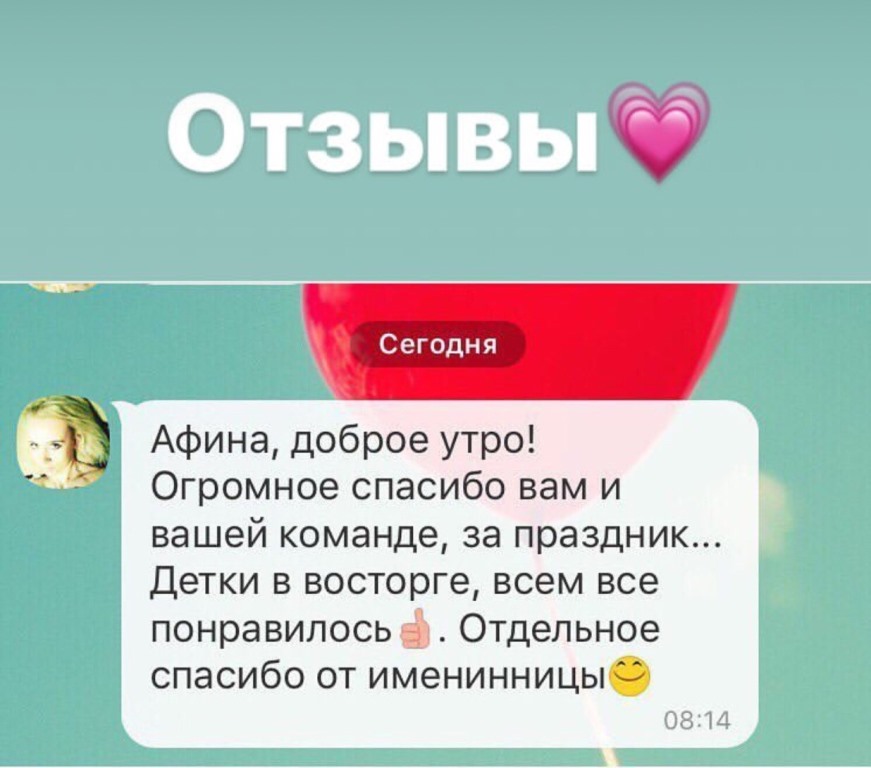 Отзывы💗
Сегодня
Афина, доброе утро!
Огромное спасибо вам и
вашей команде, за праздник...
Детки в восторге, всем все
понравилось👍. Отдельное
спасибо от именинницы😊
08:14